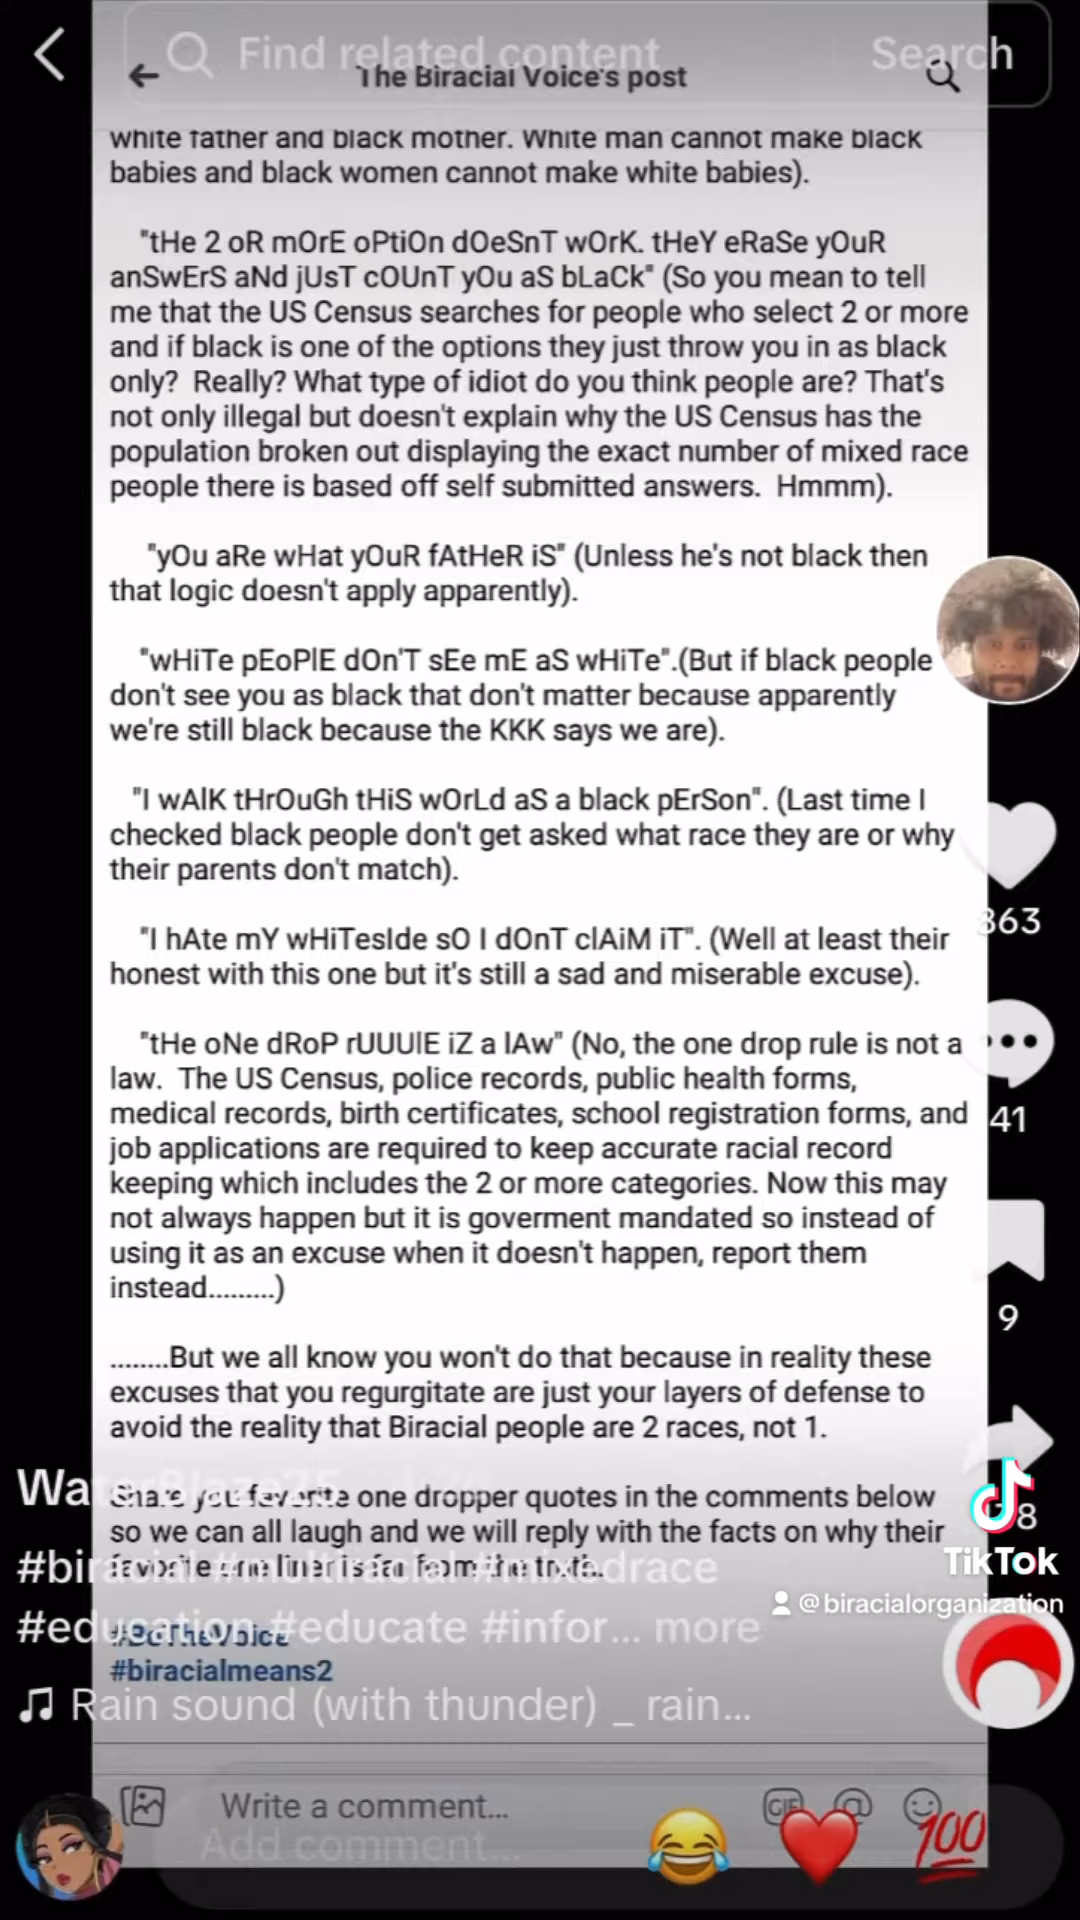 Find related content
Search
The Biracial Voice's post
white father and black mother. White man cannot make black
babies and black women cannot make white babies).
"tHe 2 oR mOrE oPtiOn dOeSnT wOrK. tHeY eRaSe yOuR
anSwErS aNd jUsT cOUnT yOu aS bLaCk" (So you mean to tell
me that the US Census searches for people who select 2 or more
and if black is one of the options they just throw you in as black
only?  Really? What type of idiot do you think people are? That's
not only illegal but doesn't explain why the US Census has the
population broken out displaying the exact number of mixed race
people there is based off self submitted answers.  Hmmm).
"yOu aRe wHat yOuR fAtHeR iS" (Unless he's not black then
that logic doesn't apply apparently).
"wHiTe pEoPlE dOn'T sEe mE aS wHiTe".(But if black people
don't see you as black that don't matter because apparently
we're still black because the KKK says we are).
"I wAlK tHrOuGh tHiS wOrLd aS a black pErSon". (Last time I
checked black people don't get asked what race they are or why
their parents don't match).
"I hAte mY wHiTesIde sO I dOnT clAiM iT". (Well at least their
honest with this one but it's still a sad and miserable excuse).
"tHe oNe dRoP rUUUlE iZ a lAw" (No, the one drop rule is not a
law.  The US Census, police records, public health forms,
medical records, birth certificates, school registration forms, and
job applications are required to keep accurate racial record
keeping which includes the 2 or more categories. Now this may
not always happen but it is goverment mandated so instead of
using it as an excuse when it doesn't happen, report them
instead.........)
........But we all know you won't do that because in reality these
excuses that you regurgitate are just your layers of defense to
avoid the reality that Biracial people are 2 races, not 1.
Share you favorite one dropper quotes in the comments below
so we can all laugh and we will reply with the facts on why their
favorite one liner is far from the truth..
#BeTheVoice
#biracialmeans2
Write a comment...
GIF
363
41
9
8
TikTok
@biracialorganization
WaterBlaze25
#biracial #multiracial #mixedrace
#education #educate #infor... more
Rain sound (with thunder) _ rain...
Add comment...
100